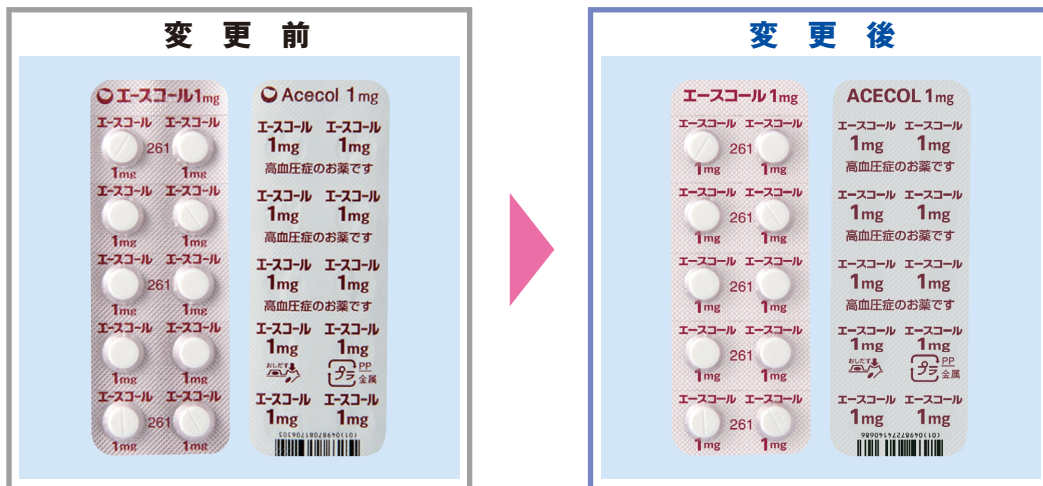 変更前
エースコール1mg
エースコール エースコール
261
1mg 1mg
エースコール エースコール
1mg 1mg
エースコール エースコール
261
1mg 1mg
エースコール エースコール
1mg 1mg
エースコール エースコール
261
1mg 1mg
Acecol 1mg
エースコール エースコール
1mg 1mg
高血圧症のお薬です
エースコール エースコール
1mg 1mg
高血圧症のお薬です
エースコール エースコール
1mg 1mg
高血圧症のお薬です
エースコール エースコール
1mg 1mg
おしだす
プラ
PP
金属
エースコール エースコール
1mg 1mg
(01)04987081706303
変更後
エースコール 1mg
エースコール エースコール
261
1mg 1mg
エースコール エースコール
261
1mg 1mg
エースコール エースコール
261
1mg 1mg
エースコール エースコール
261
1mg 1mg
エースコール エースコール
261
1mg 1mg
ACECOL 1mg
エースコール エースコール
1mg 1mg
高血圧症のお薬です
エースコール エースコール
1mg 1mg
高血圧症のお薬です
エースコール エースコール
1mg 1mg
高血圧症のお薬です
エースコール エースコール
1mg 1mg
おしだす
プラ
PP
金属
エースコール エースコール
1mg 1mg
(01)04987274140686